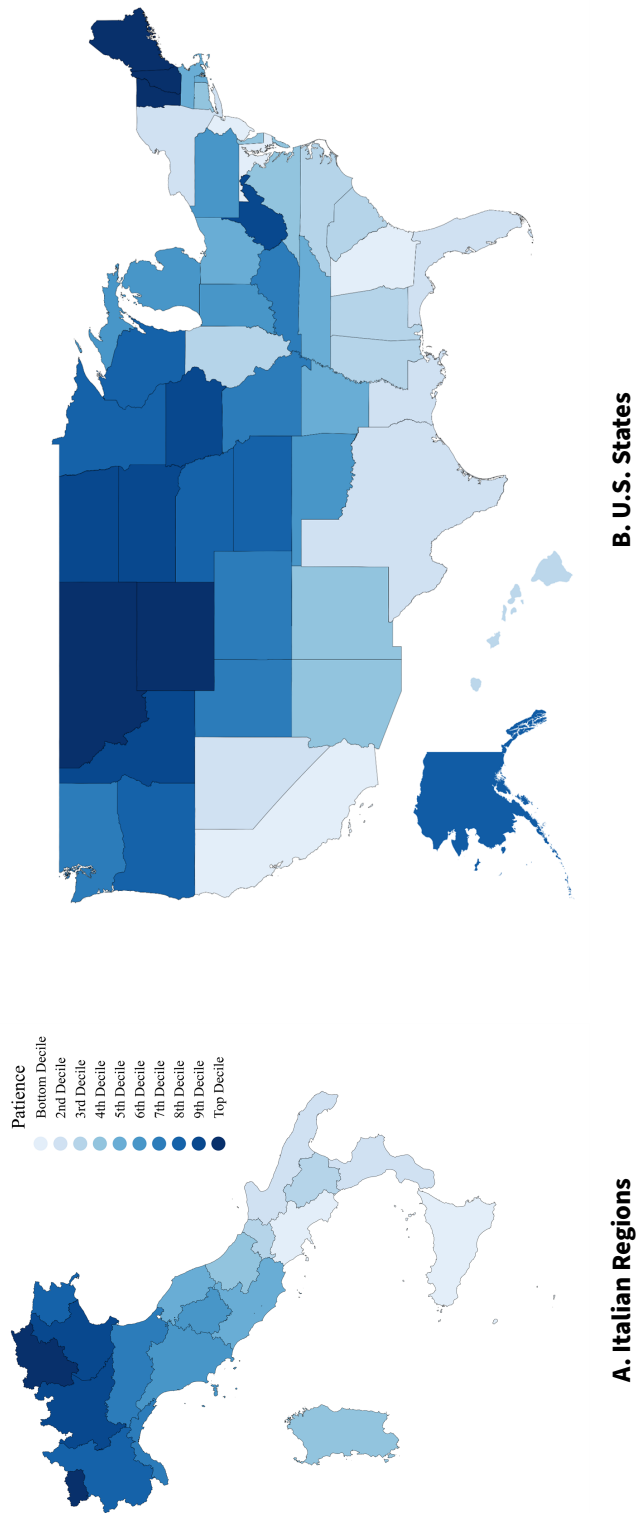 Patience
Bottom Decile
2nd Decile
3rd Decile
4th Decile
5th Decile
6th Decile
7th Decile
8th Decile
9th Decile
Top Decile
A. Italian Regions
B. U.S. States